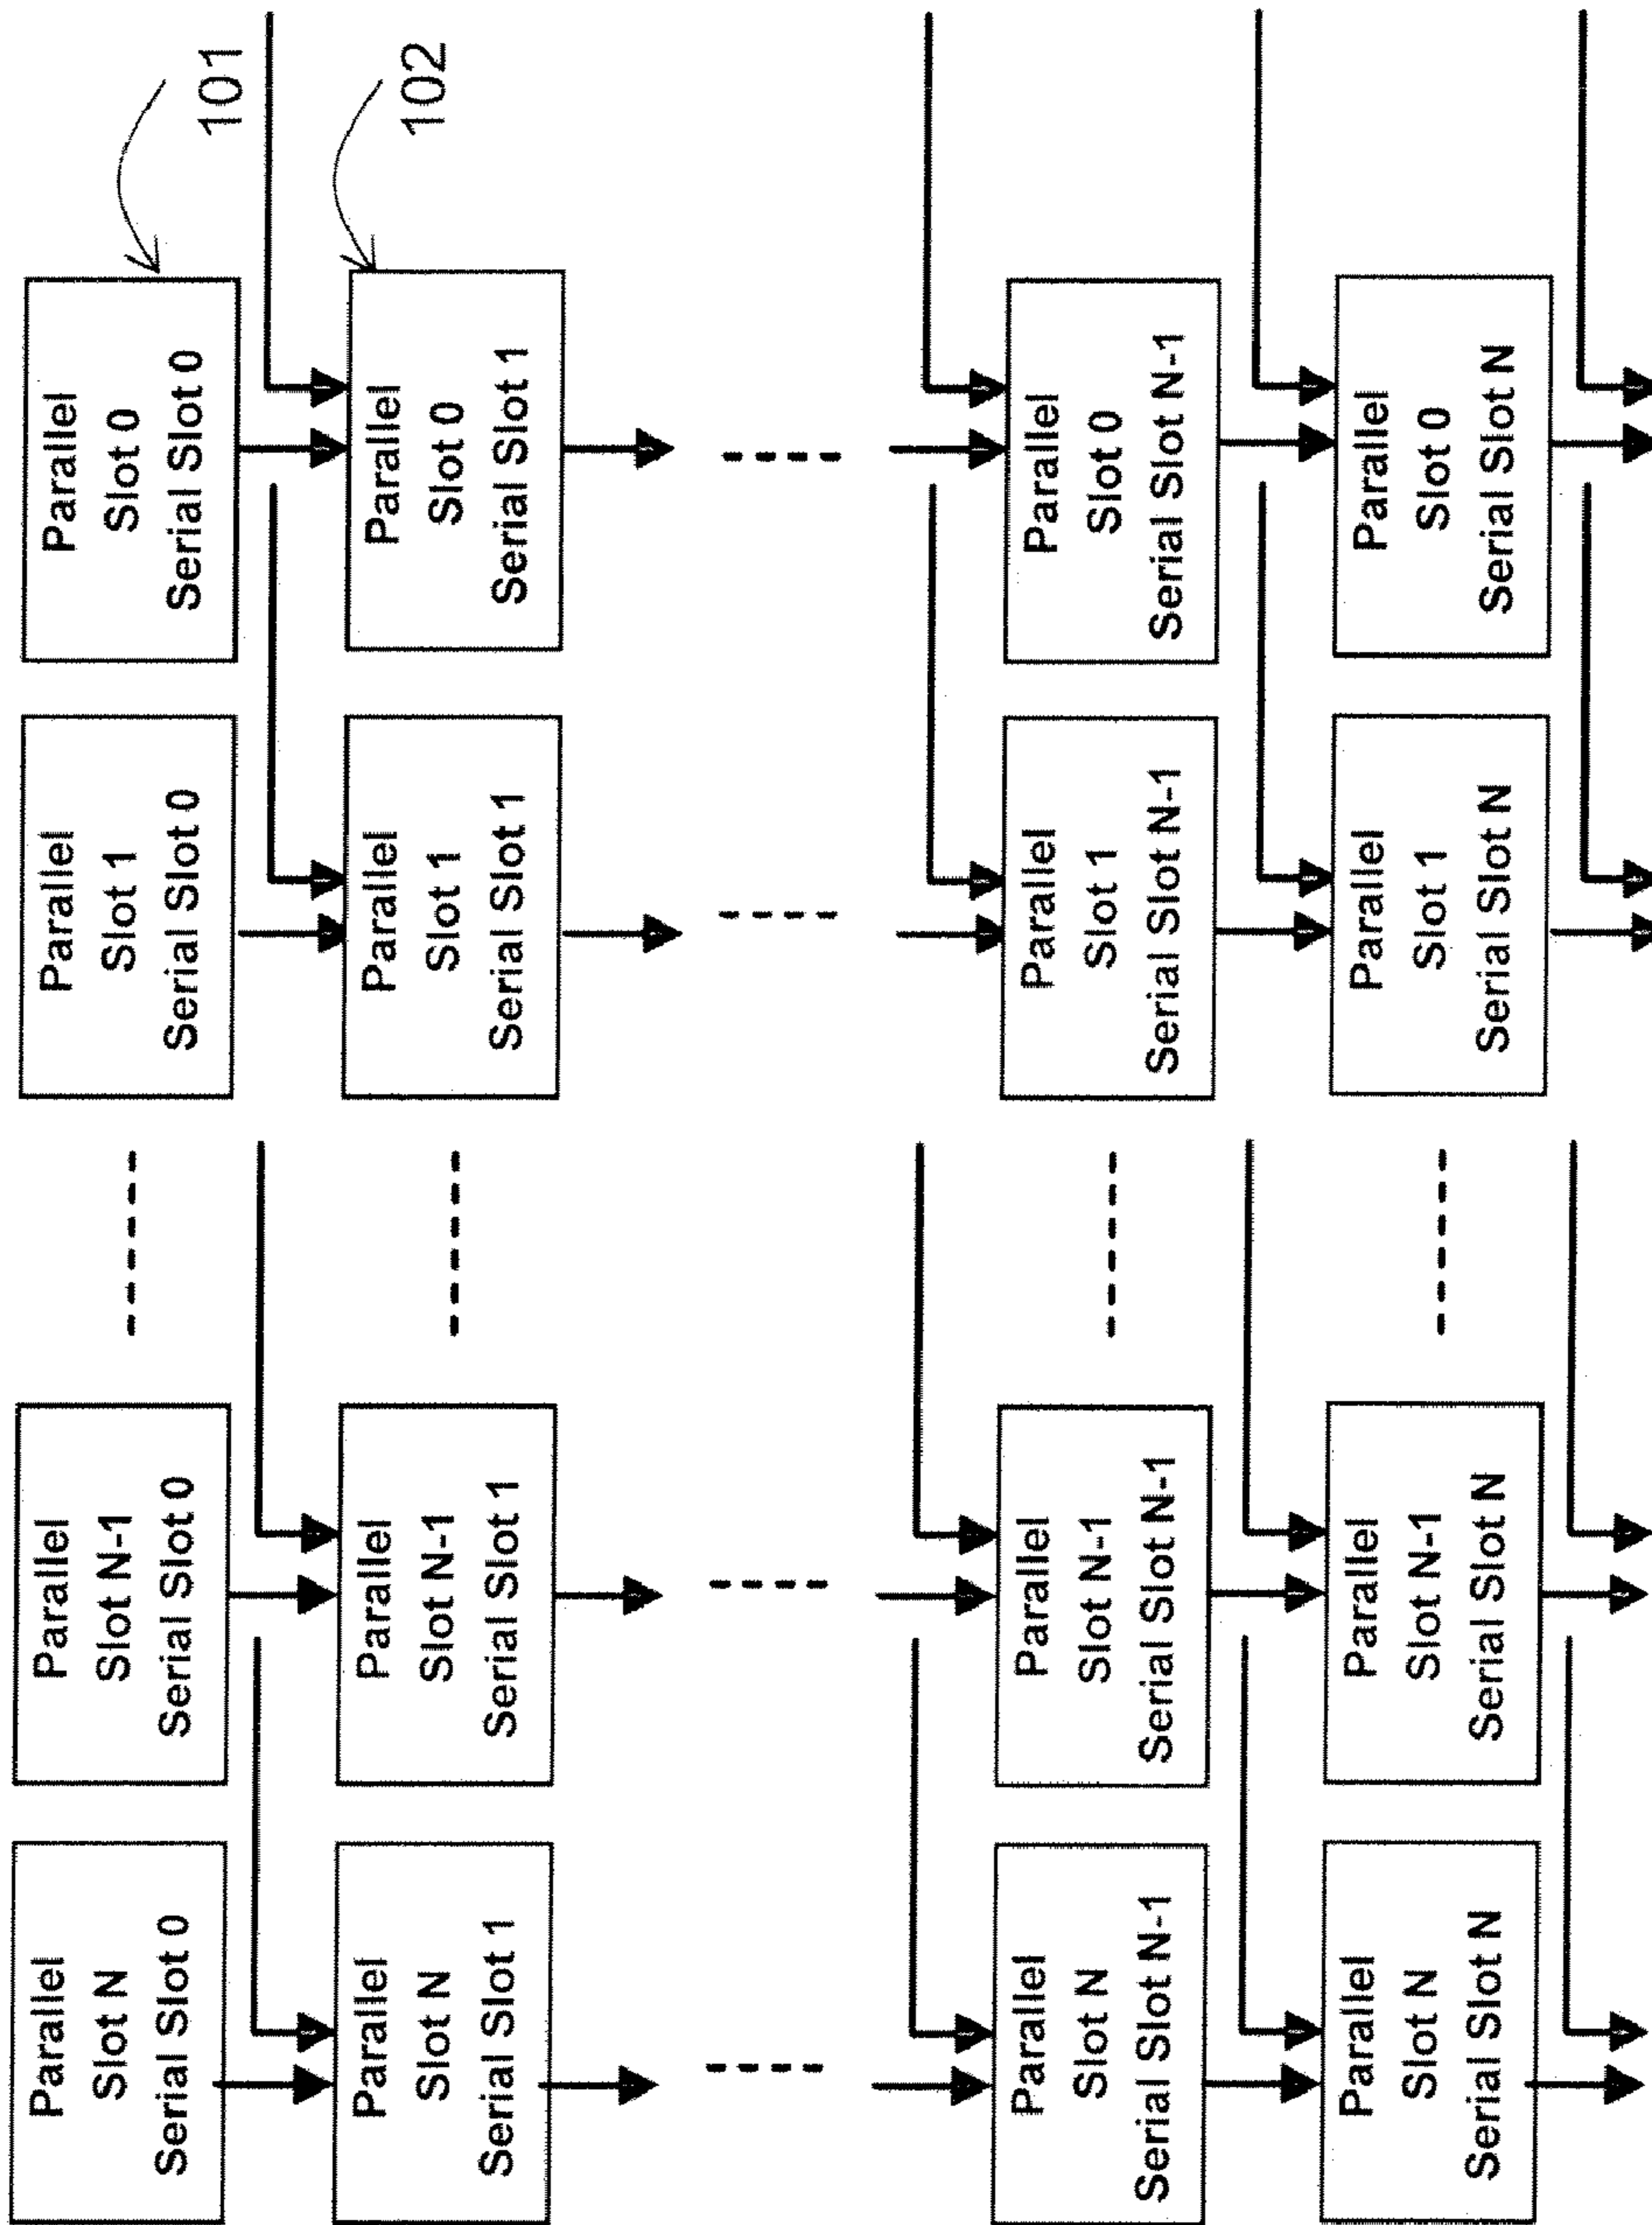 Parallel
Slot N
Serial Slot 0
Parallel
Slot N-1
Serial Slot 0
Parallel
Slot 1
Serial Slot 0
Parallel
Slot 0
Serial Slot 0
101
Parallel
Slot N
Serial Slot 1
Parallel
Slot N-1
Serial Slot 1
Parallel
Slot 1
Serial Slot 1
Parallel
Slot 0
Serial Slot 1
102
Parallel
Slot N
Serial Slot N-1
Parallel
Slot N-1
Serial Slot N-1
Parallel
Slot 1
Serial Slot N-1
Parallel
Slot 0
Serial Slot N-1
Parallel
Slot N
Serial Slot N
Parallel
Slot N-1
Serial Slot N
Parallel
Slot 1
Serial Slot N
Parallel
Slot 0
Serial Slot N